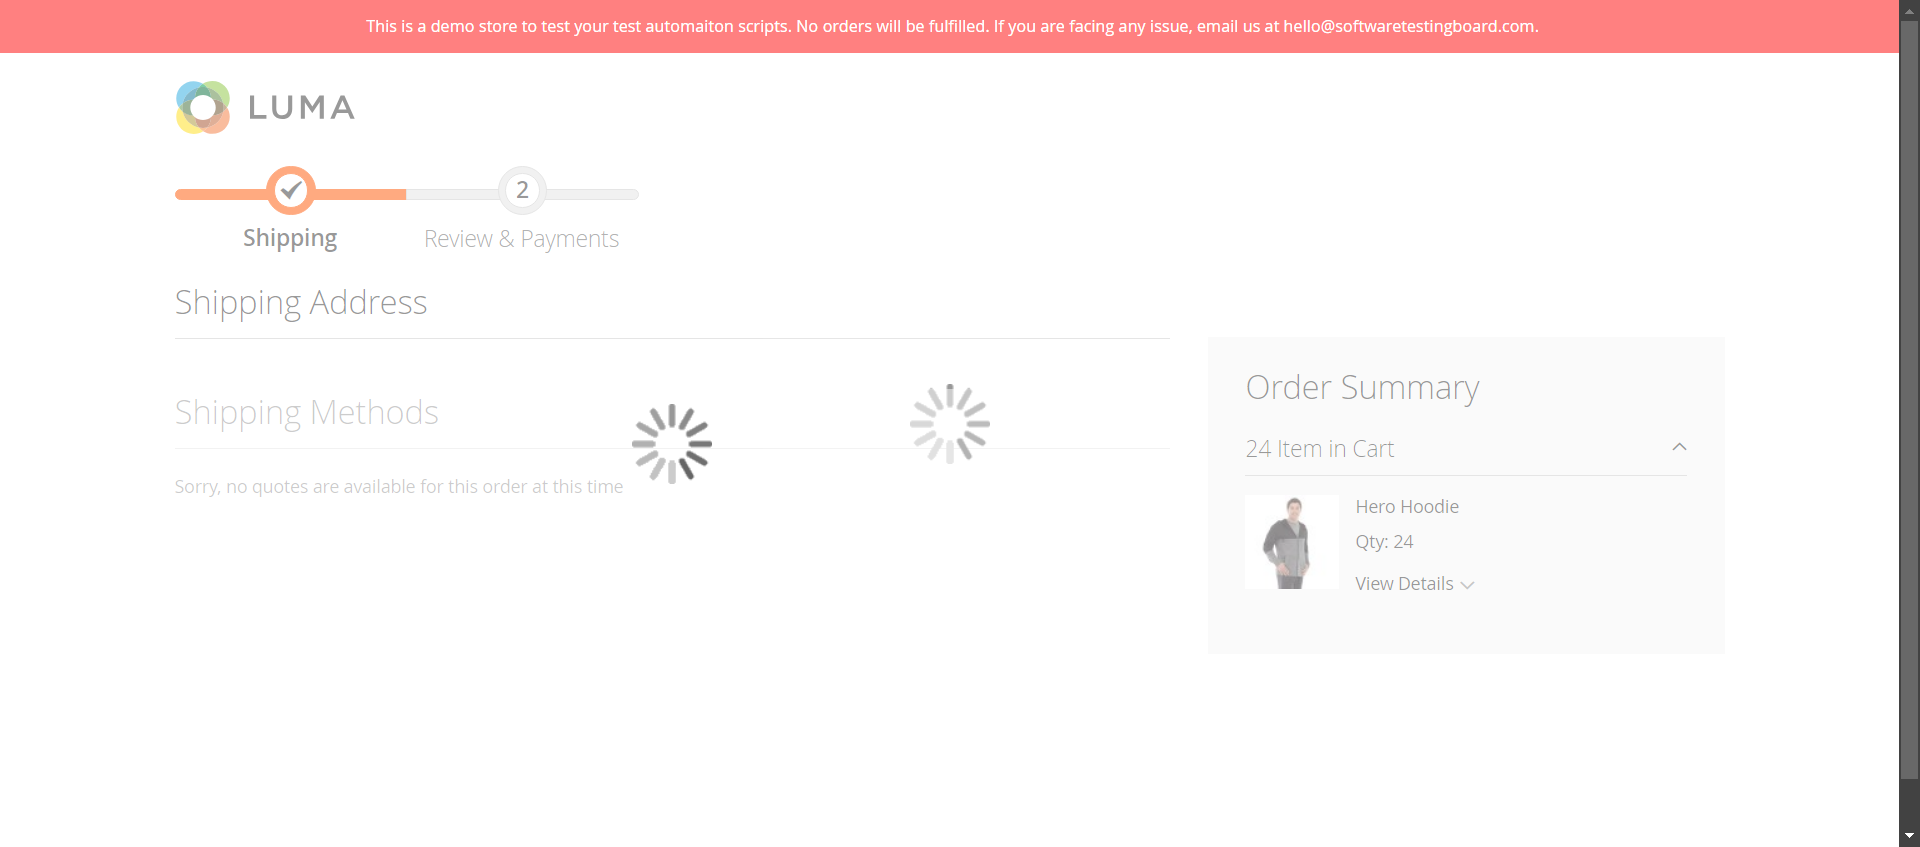 This is a demo store to test your test automaiton scripts. No orders will be fulfilled. If you are facing any issue, email us at hello@softwaretestingboard.com.
LUMA
2
Shipping
Review & Payments
Shipping Address
Shipping Methods
Sorry, no quotes are available for this order at this time
Order Summary
24 Item in Cart
Hero Hoodie
Qty: 24
View Details